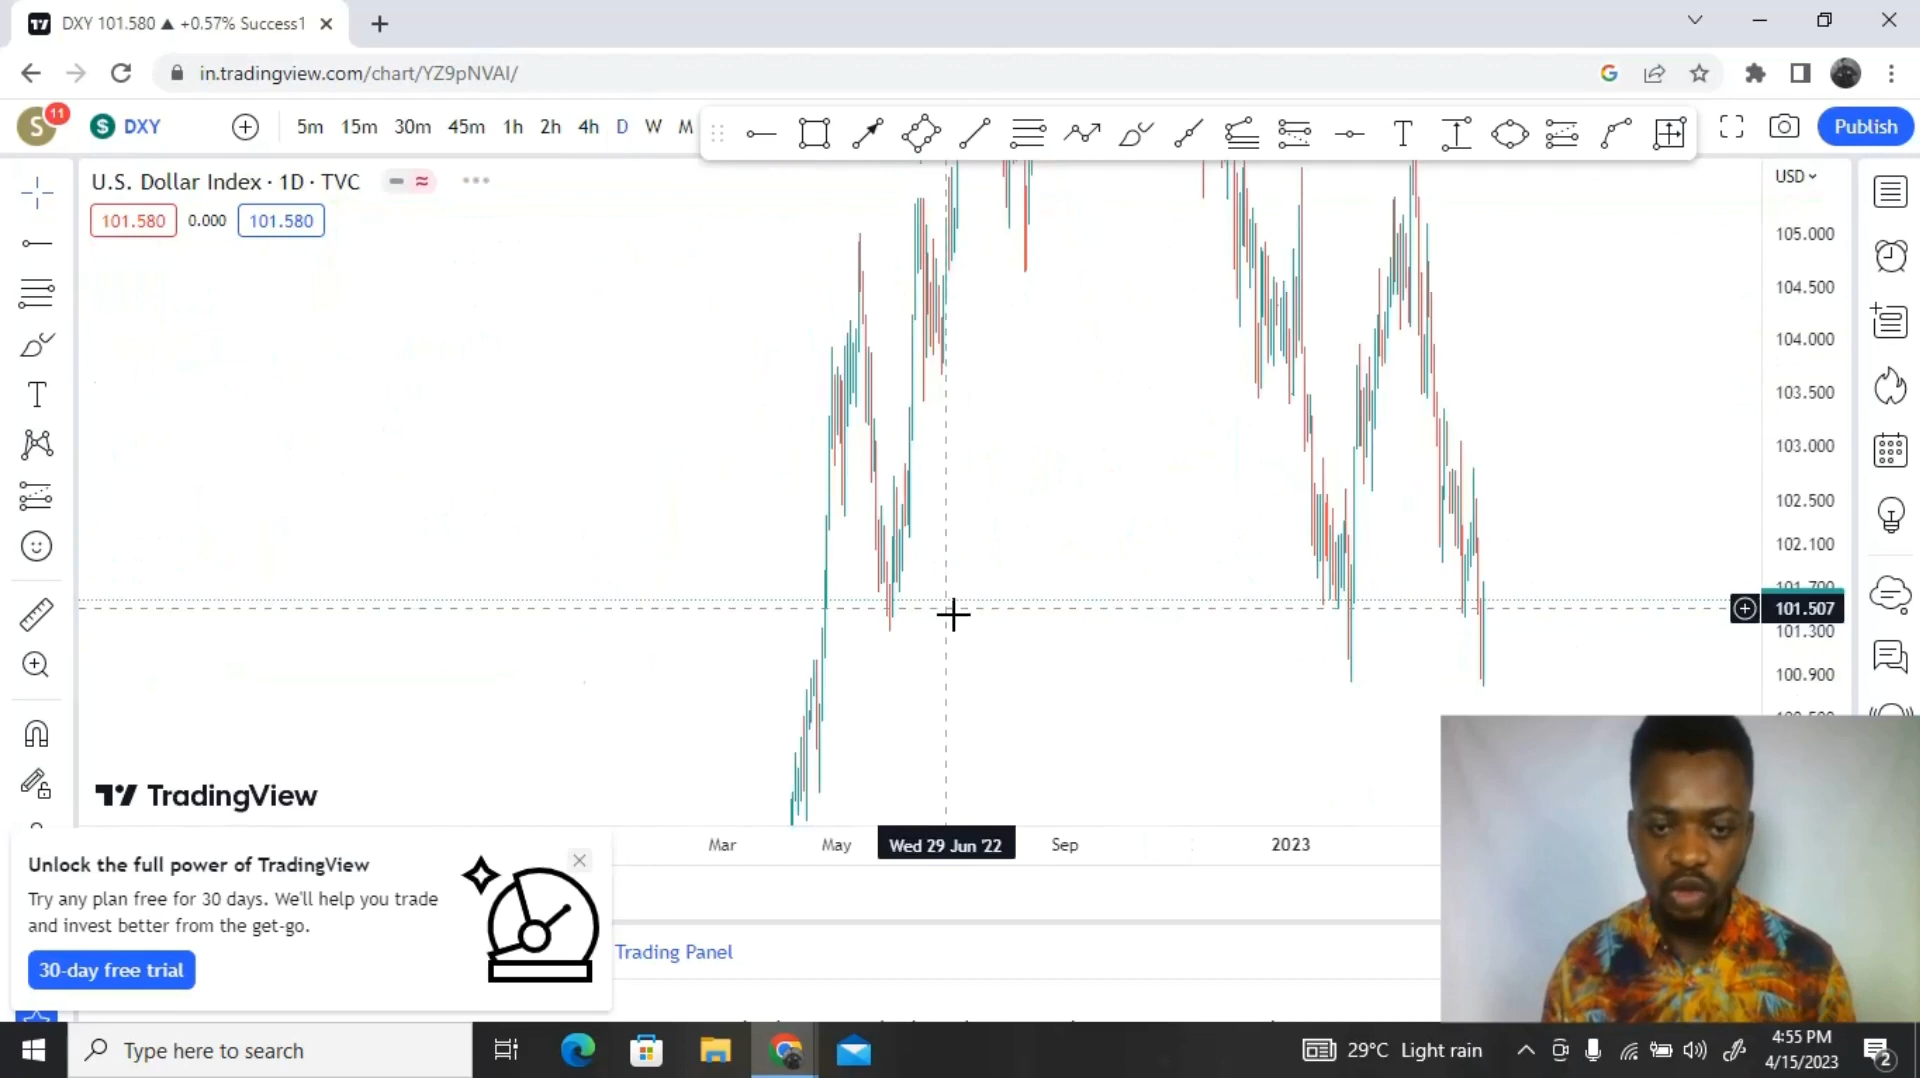 DXY 101.580 ▲ +0.57% Success1
in.tradingview.com/chart/YZ9pNVAI/
S 11
S DXY
5m 15m 30m 45m 1h 2h 4h D W M
T
Publish
U.S. Dollar Index · 1D · TVC
101.580 0.000 101.580
USD
105.000
104.500
104.000
103.500
103.000
102.500
102.100
101.700
101.507
101.300
100.900
T
TradingView
Mar May Wed 29 Jun '22 Sep 2023
Unlock the full power of TradingView
Try any plan free for 30 days. We'll help you trade
and invest better from the get-go.
30-day free trial
Trading Panel
Type here to search
29°C Light rain
4:55 PM
4/15/2023
2